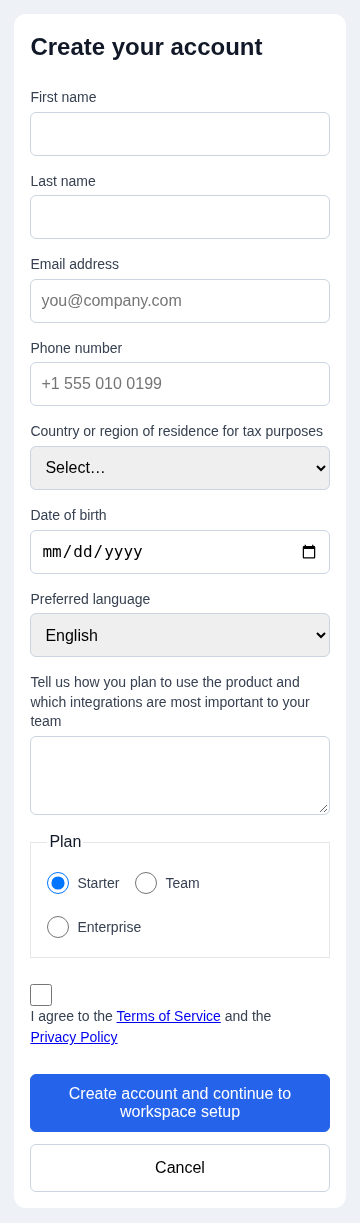 Create your account
First name
Last name
Email address
you@company.com
Phone number
+1 555 010 0199
Country or region of residence for tax purposes
Select…
Date of birth
mm/dd/yyyy
Preferred language
English
Tell us how you plan to use the product and
which integrations are most important to your
team
Plan
Starter Team
Enterprise
I agree to the Terms of Service and the
Privacy Policy
Create account and continue to
workspace setup
Cancel